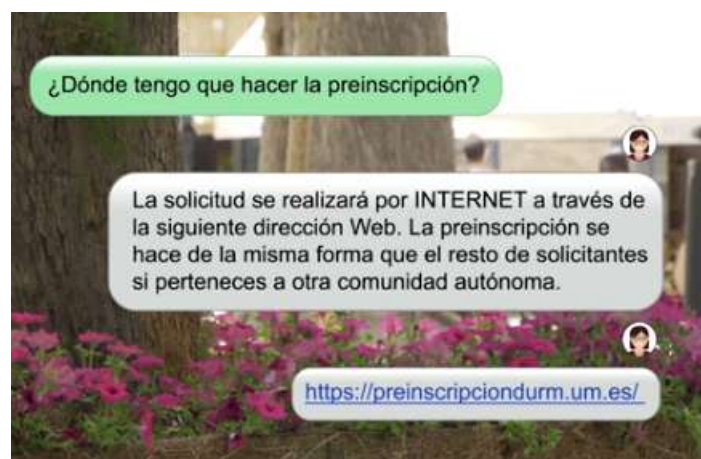 ¿Dónde tengo que hacer la preinscripción?
La solicitud se realizará por INTERNET a través de
la siguiente dirección Web. La preinscripción se
hace de la misma forma que el resto de solicitantes
si perteneces a otra comunidad autónoma.
https://preinscripciondurm.um.es/